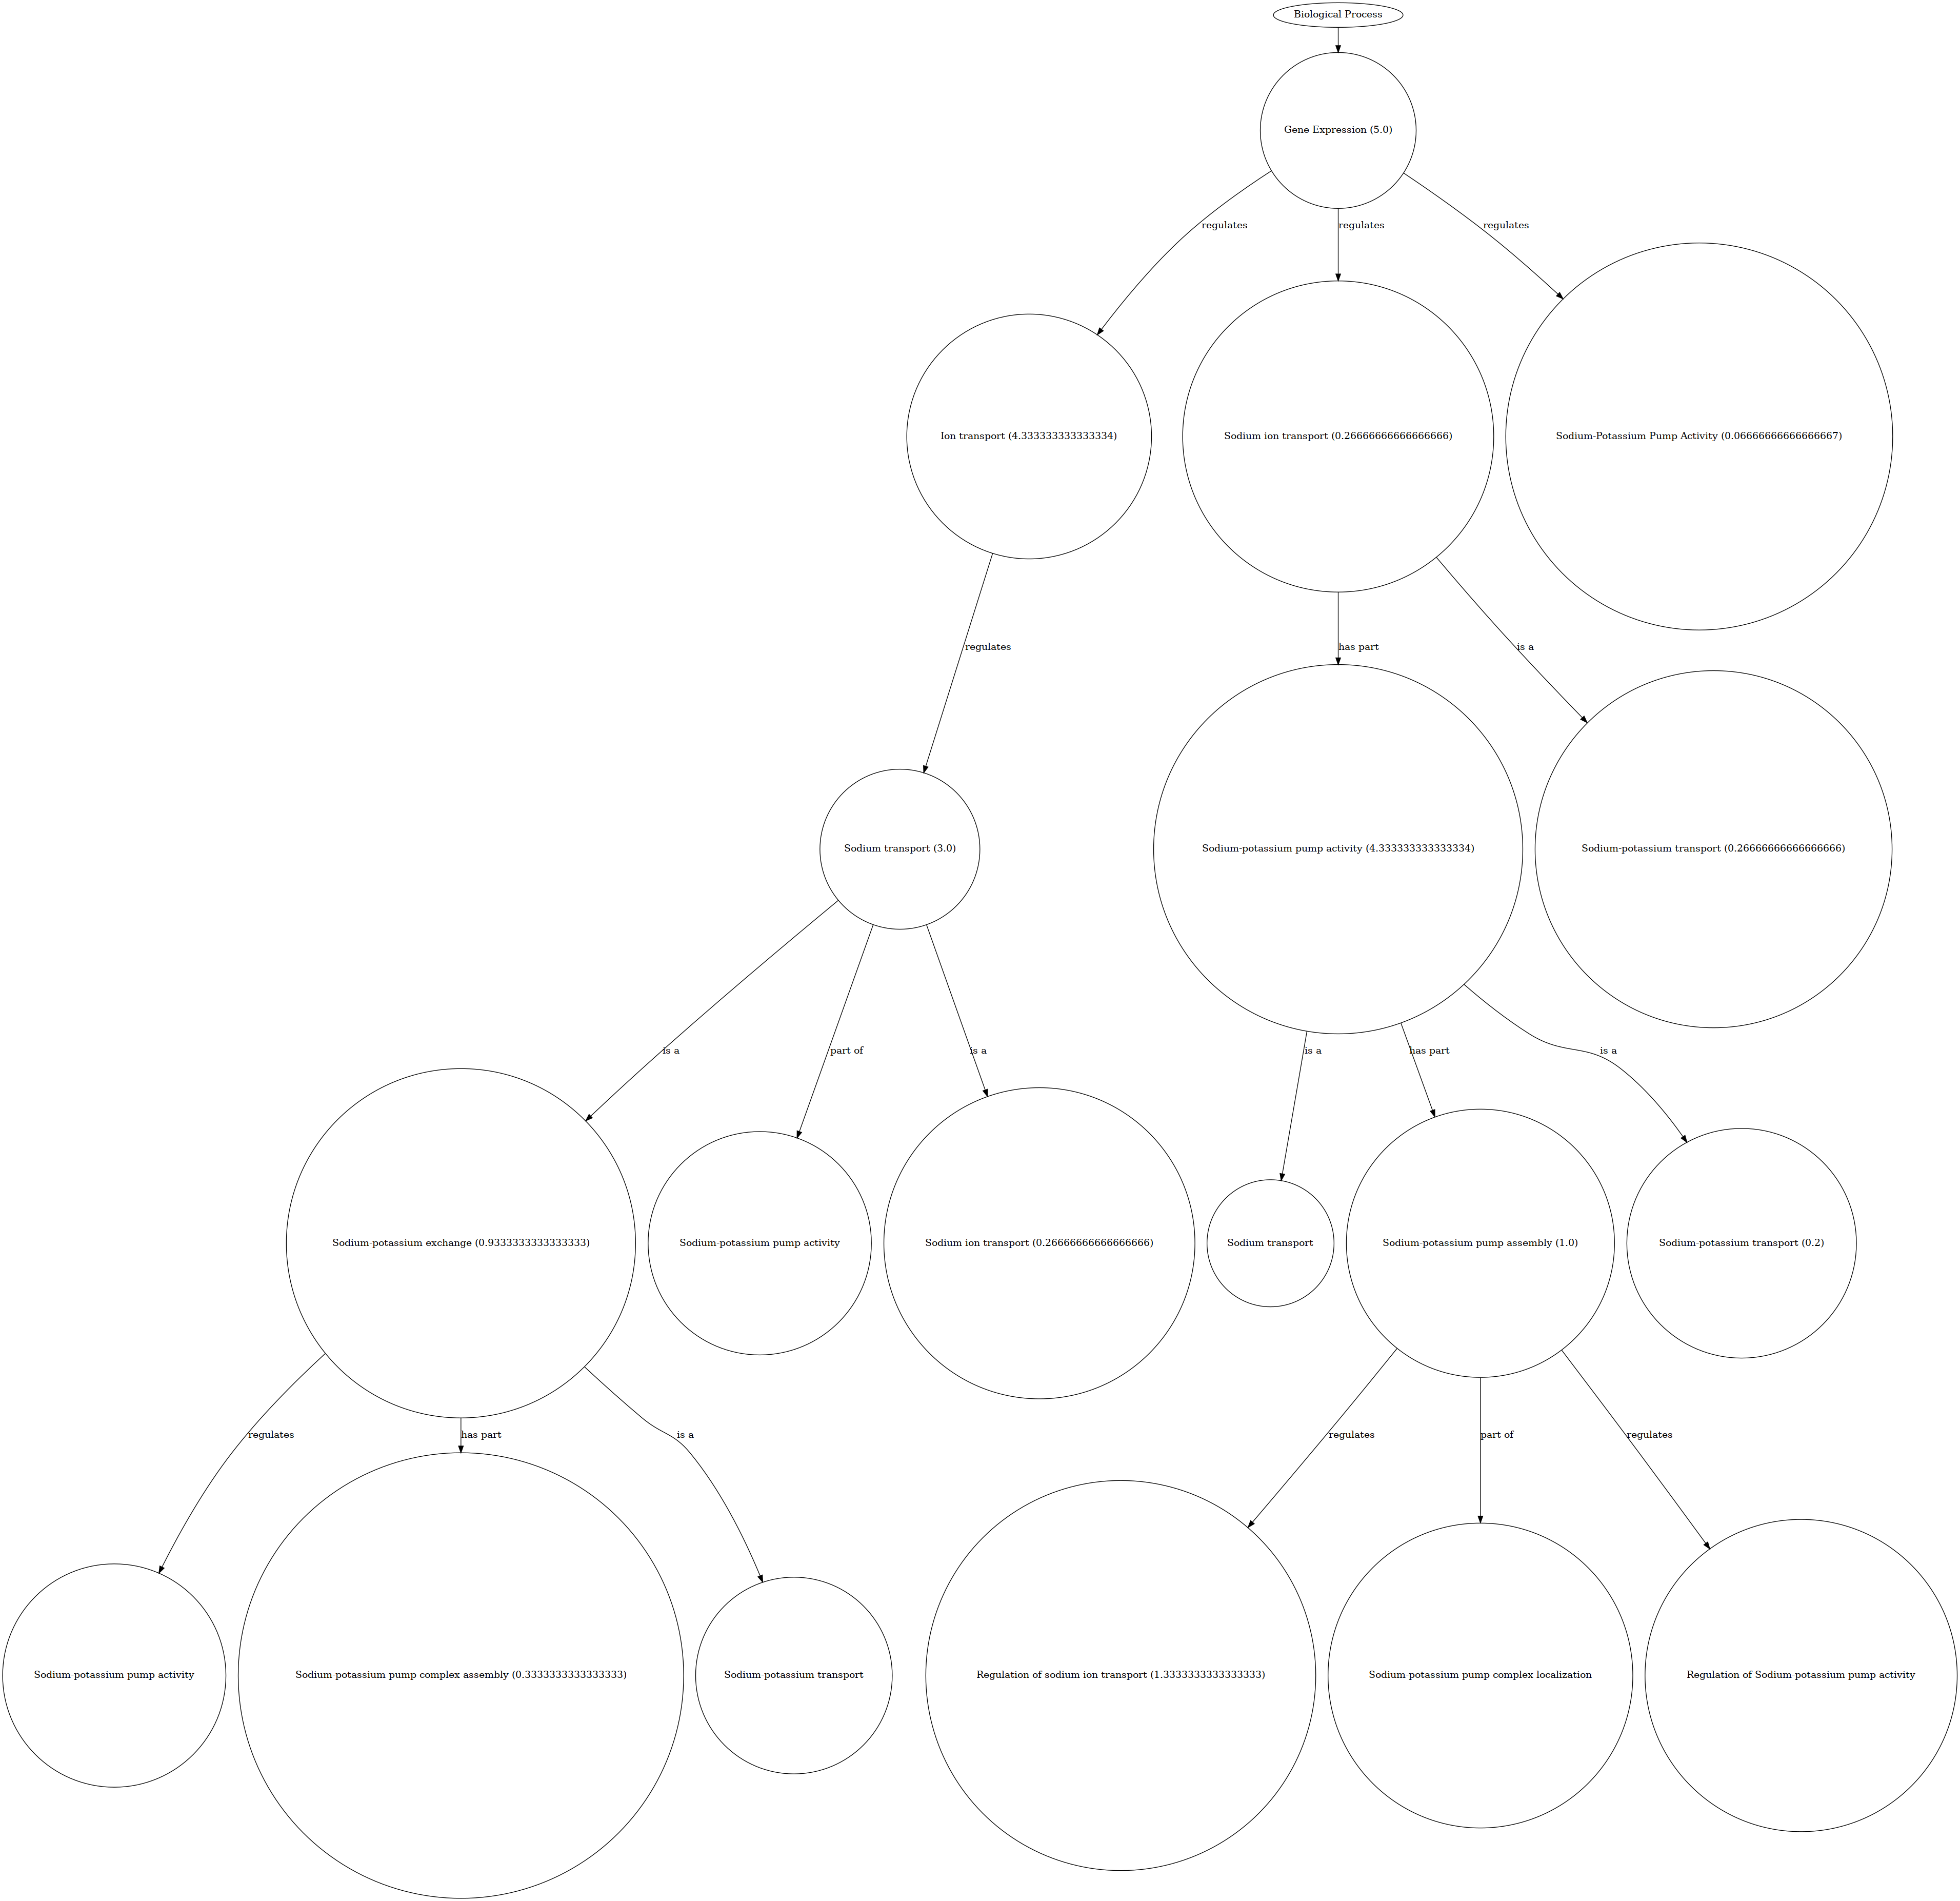 Biological Process
Gene Expression (5.0)
regulates
regulates
regulates
Ion transport (4.333333333333334)
Sodium ion transport (0.26666666666666666)
Sodium-Potassium Pump Activity (0.06666666666666667)
regulates
has part
is a
Sodium transport (3.0)
Sodium-potassium pump activity (4.333333333333334)
Sodium-potassium transport (0.26666666666666666)
is a
part of
is a
is a
has part
is a
Sodium-potassium exchange (0.9333333333333333)
Sodium-potassium pump activity
Sodium ion transport (0.26666666666666666)
Sodium transport
Sodium-potassium pump assembly (1.0)
Sodium-potassium transport (0.2)
regulates
has part
is a
regulates
part of
regulates
Sodium-potassium pump activity
Sodium-potassium pump complex assembly (0.3333333333333333)
Sodium-potassium transport
Regulation of sodium ion transport (1.3333333333333333)
Sodium-potassium pump complex localization
Regulation of Sodium-potassium pump activity